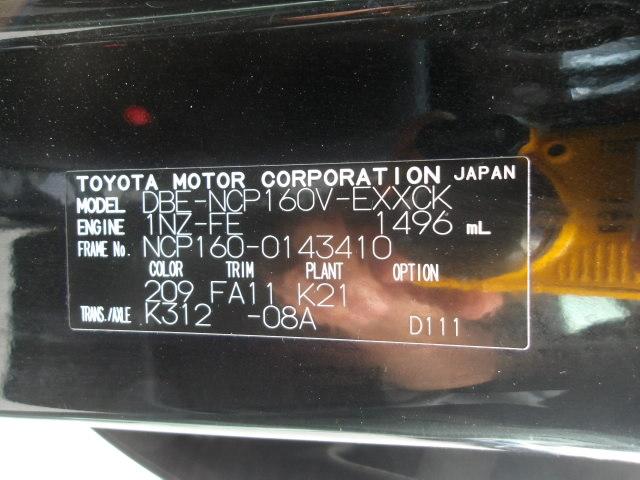 TOYOTA MOTOR CORPORATION JAPAN
MODEL DBE-NCP160V-EXXCK
ENGINE 1NZ-FE 1496 mL
FRAME No. NCP160-0143410
COLOR TRIM PLANT OPTION
209 FA11 K21
TRANS./AXLE K312 -08A D111